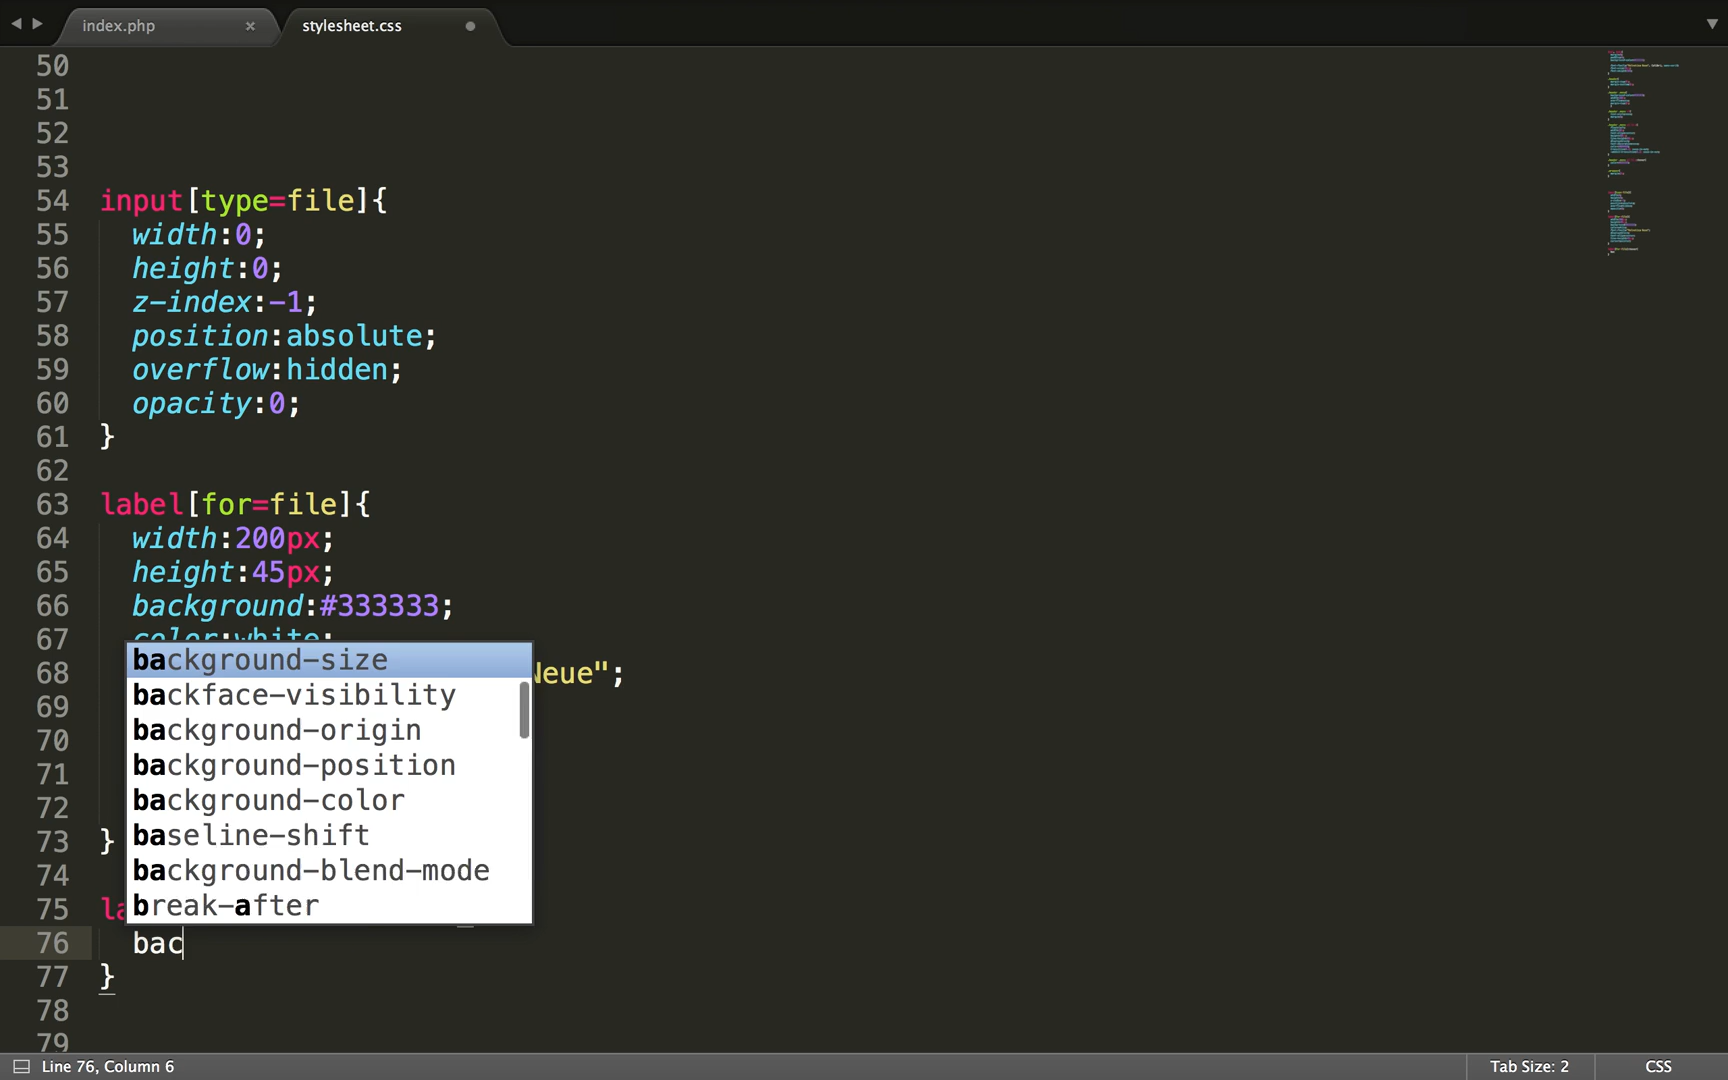 index.php × stylesheet.css
50
51
52
53
54 input[type=file]{
55 width:0;
56 height:0;
57 z-index:-1;
58 position:absolute;
59 overflow:hidden;
60 opacity:0;
61 }
62
63 label[for=file]{
64 width:200px;
65 height:45px;
66 background:#333333;
67 color:white;
background-size
68 Neue";
backface-visibility
69
background-origin
70
background-position
71
72 background-color
73 } baseline-shift
74 background-blend-mode
75 la break-after
76 bac
77 }
78
79
Line 76, Column 6 Tab Size: 2 CSS